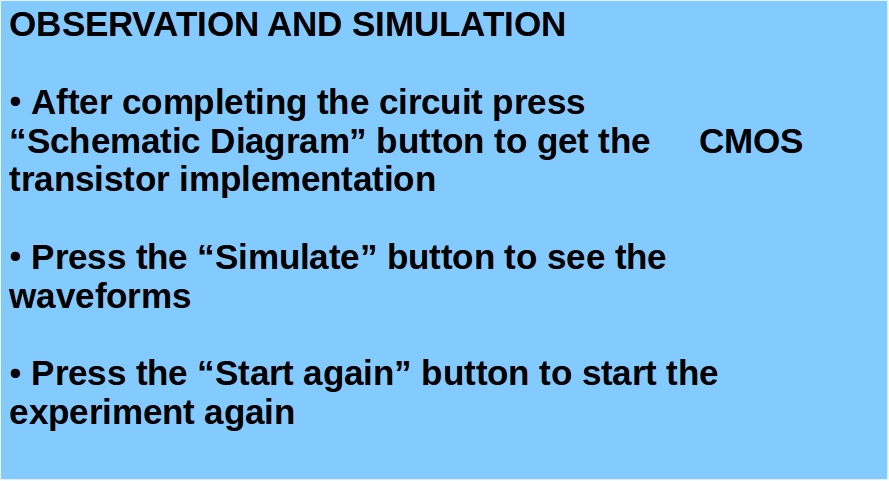 OBSERVATION AND SIMULATION
• After completing the circuit press
“Schematic Diagram” button to get the     CMOS
transistor implementation
• Press the “Simulate” button to see the
waveforms
• Press the “Start again” button to start the
experiment again